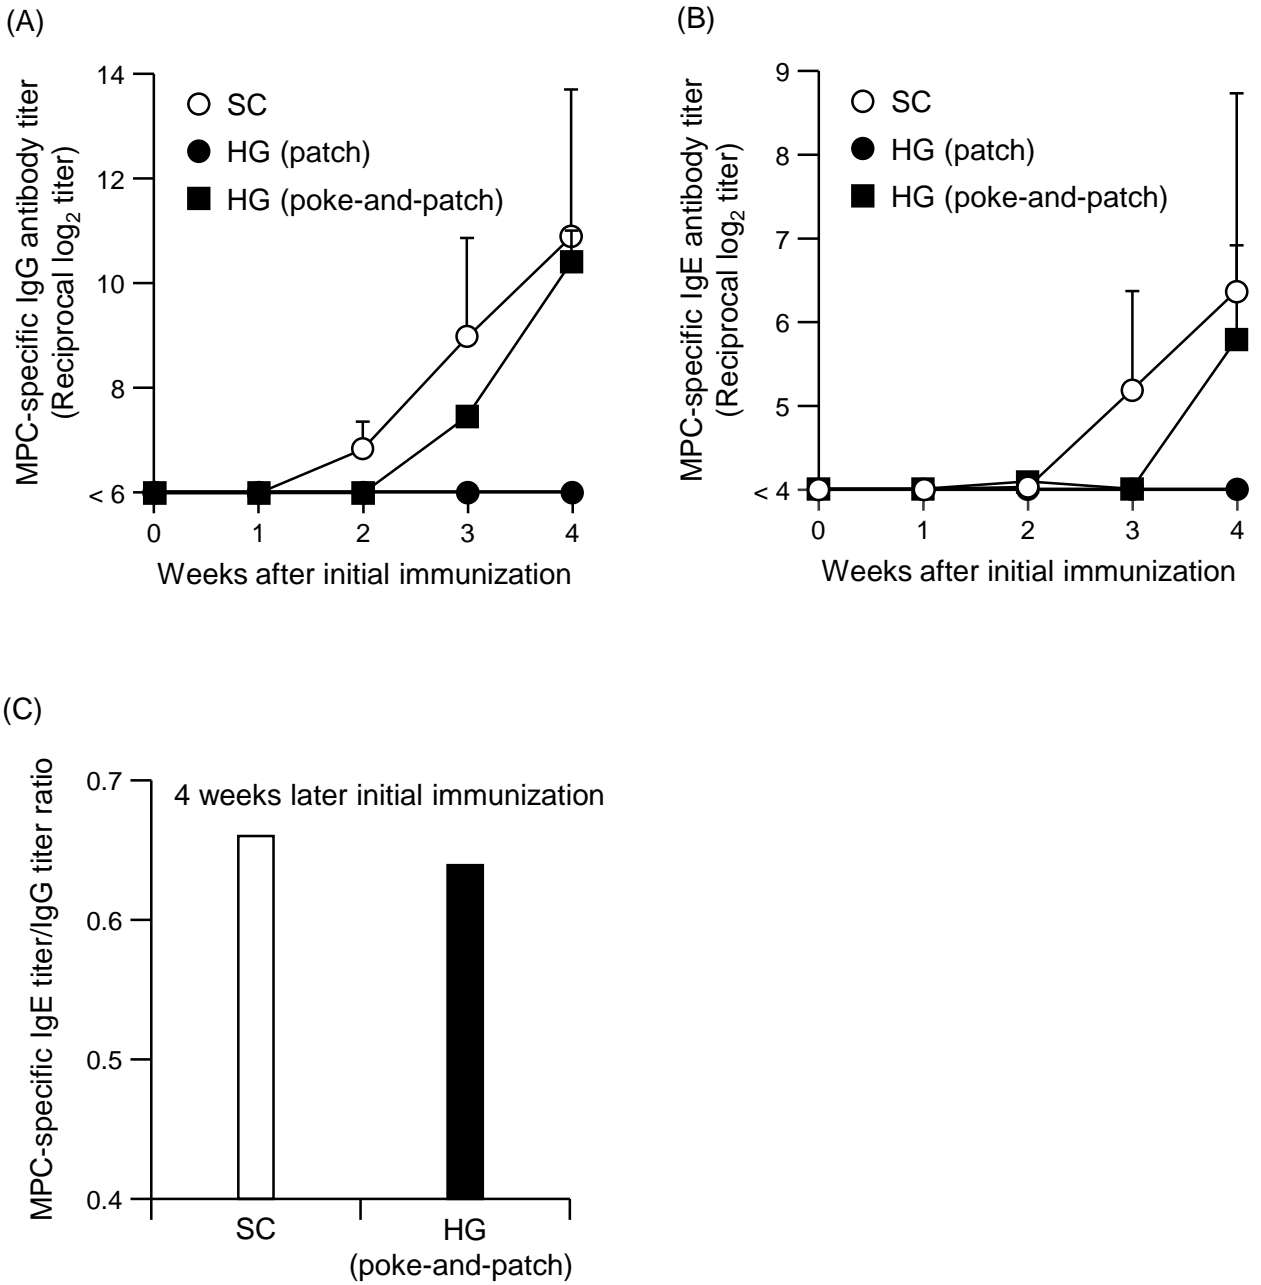 (A)
MPC-specific IgG antibody titer
(Reciprocal log2 titer)
14
12
10
8
< 6
SC
HG (patch)
HG (poke-and-patch)
0 1 2 3 4
Weeks after initial immunization
(B)
MPC-specific IgE antibody titer
(Reciprocal log2 titer)
9
8
7
6
5
< 4
SC
HG (patch)
HG (poke-and-patch)
0 1 2 3 4
Weeks after initial immunization
(C)
MPC-specific IgE titer/IgG titer ratio
0.7
0.6
0.5
0.4
4 weeks later initial immunization
SC
HG
(poke-and-patch)